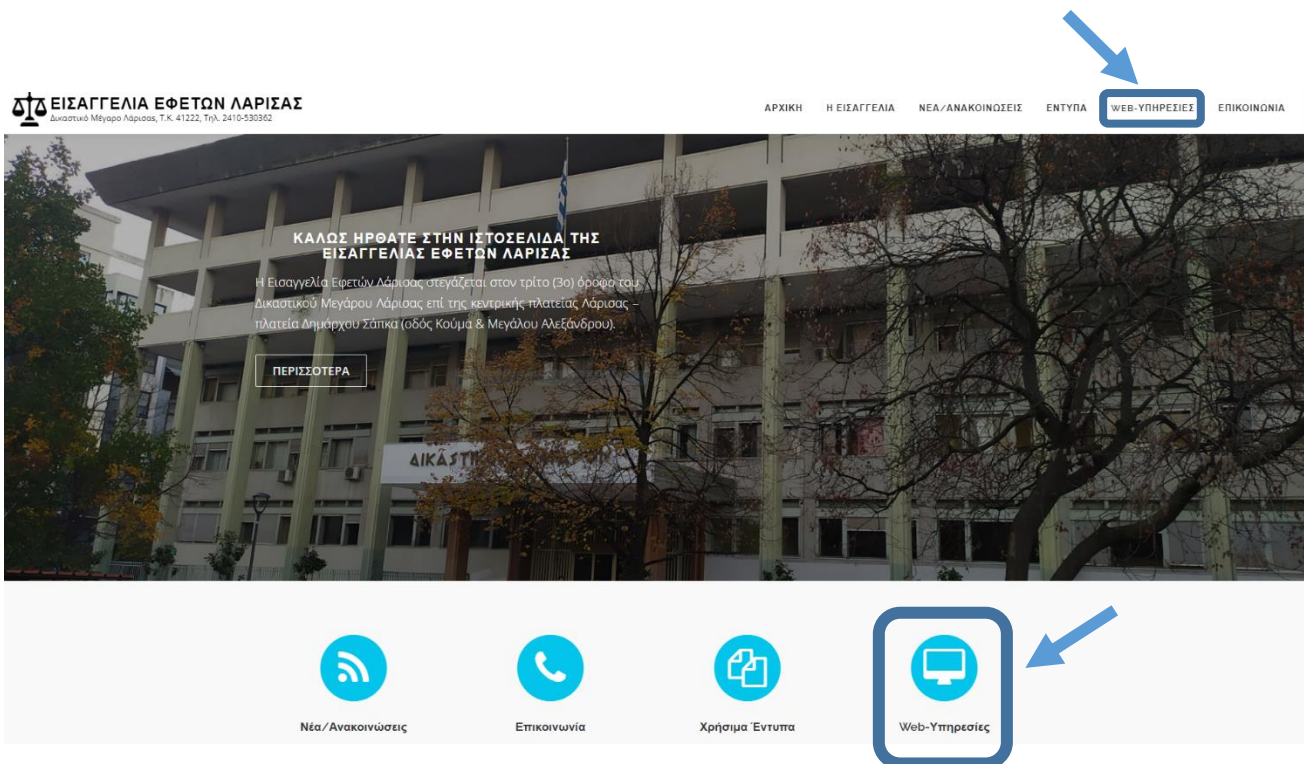 ΕΙΣΑΓΓΕΛΙΑ ΕΦΕΤΩΝ ΛΑΡΙΣΑΣ
Δικαστικό Μέγαρο Λάρισας, Τ.Κ. 41222, Τηλ. 2410-530362
ΑΡΧΙΚΗ Η ΕΙΣΑΓΓΕΛΙΑ ΝΕΑ/ΑΝΑΚΟΙΝΩΣΕΙΣ ΕΝΤΥΠΑ WEB-ΥΠΗΡΕΣΙΕΣ ΕΠΙΚΟΙΝΩΝΙΑ
ΚΑΛΩΣ ΗΡΘΑΤΕ ΣΤΗΝ ΙΣΤΟΣΕΛΙΔΑ ΤΗΣ
ΕΙΣΑΓΓΕΛΙΑΣ ΕΦΕΤΩΝ ΛΑΡΙΣΑΣ
Η Εισαγγελία Εφετών Λάρισας στεγάζεται στον τρίτο (3ο) όροφο του
Δικαστικού Μεγάρου Λάρισας επί της κεντρικής πλατείας Λάρισας –
πλατεία Δημάρχου Σάπκα (οδός Κούμα & Μεγάλου Αλεξάνδρου).
ΠΕΡΙΣΣΟΤΕΡΑ
Νέα/Ανακοινώσεις Επικοινωνία Χρήσιμα Έντυπα Web-Υπηρεσίες